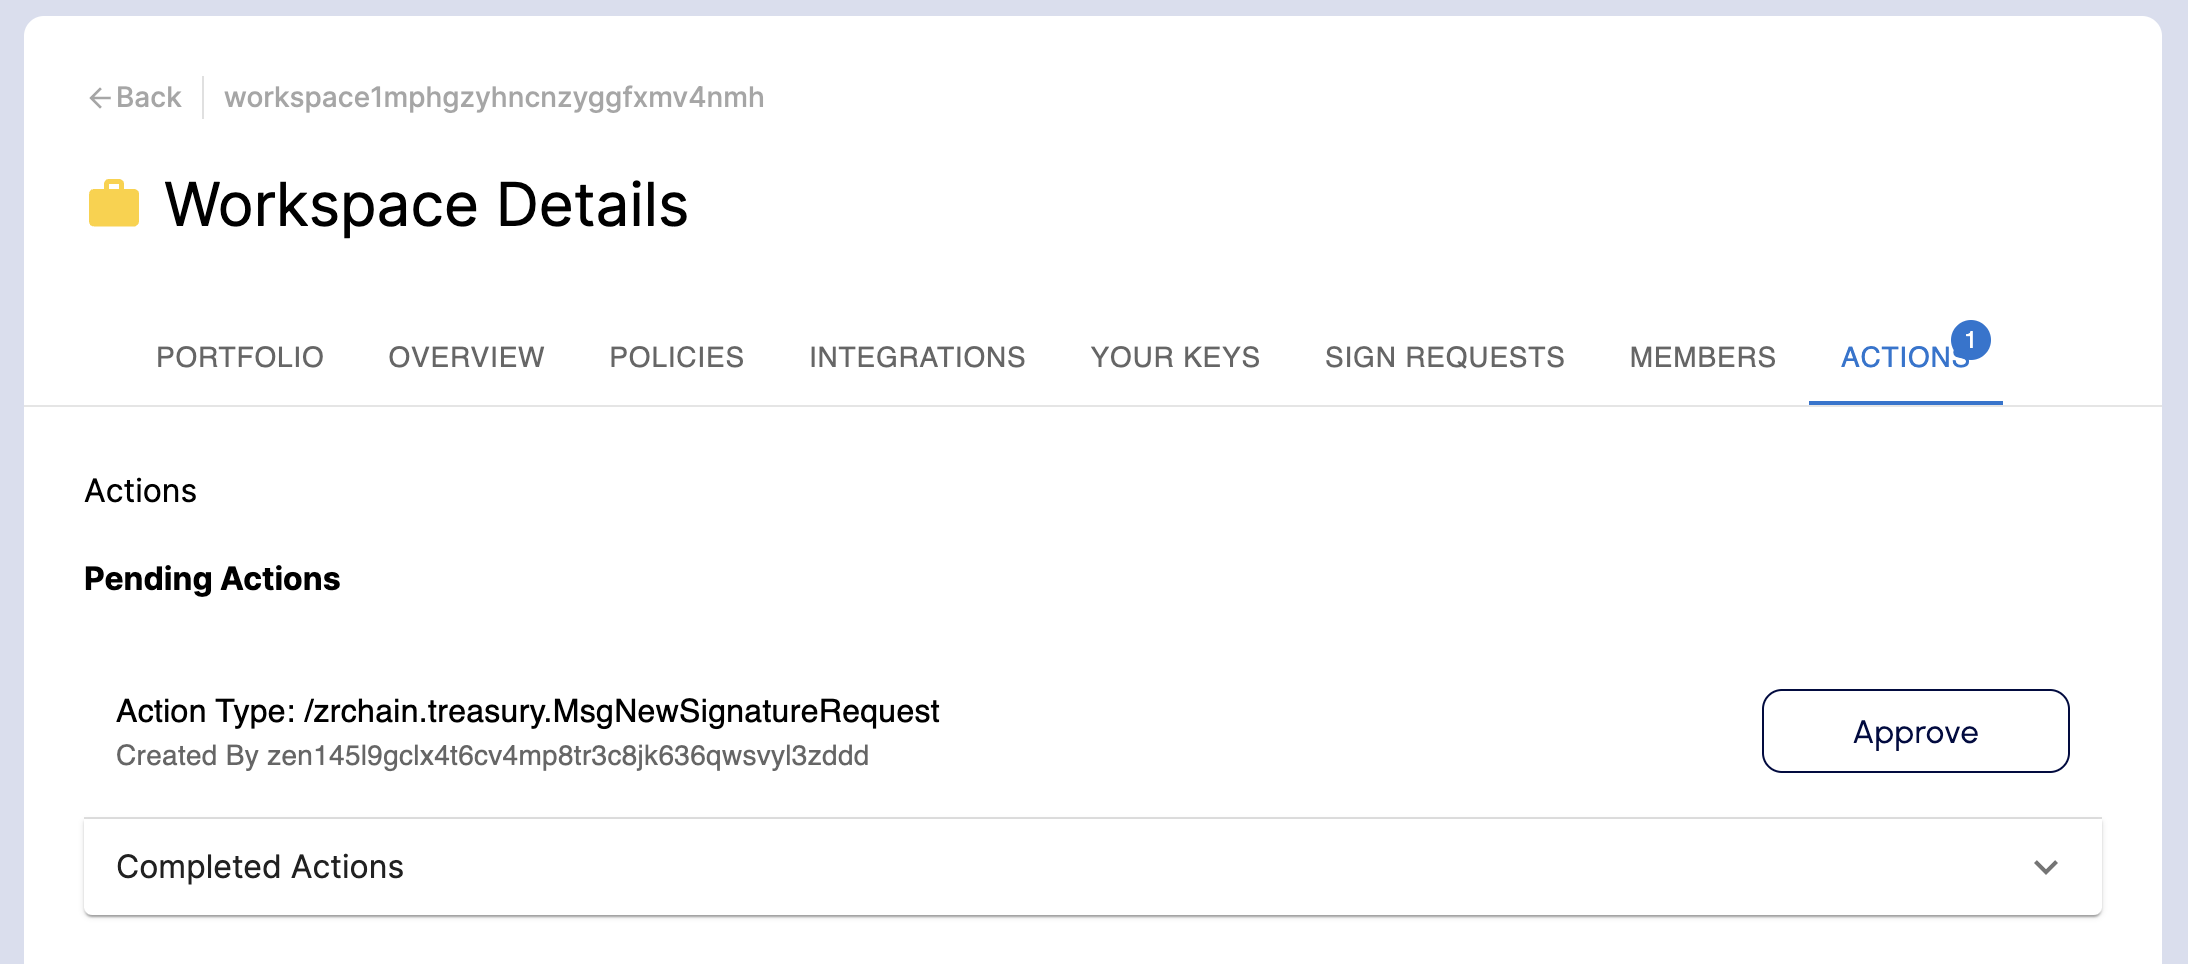 Back
workspace1mphgzyhncnzyggfxmv4nmh
Workspace Details
PORTFOLIO OVERVIEW POLICIES INTEGRATIONS YOUR KEYS SIGN REQUESTS MEMBERS ACTIONS 1
Actions
Pending Actions
Action Type: /zrchain.treasury.MsgNewSignatureRequest
Created By zen145l9gclx4t6cv4mp8tr3c8jk636qwsvyl3zddd
Approve
Completed Actions